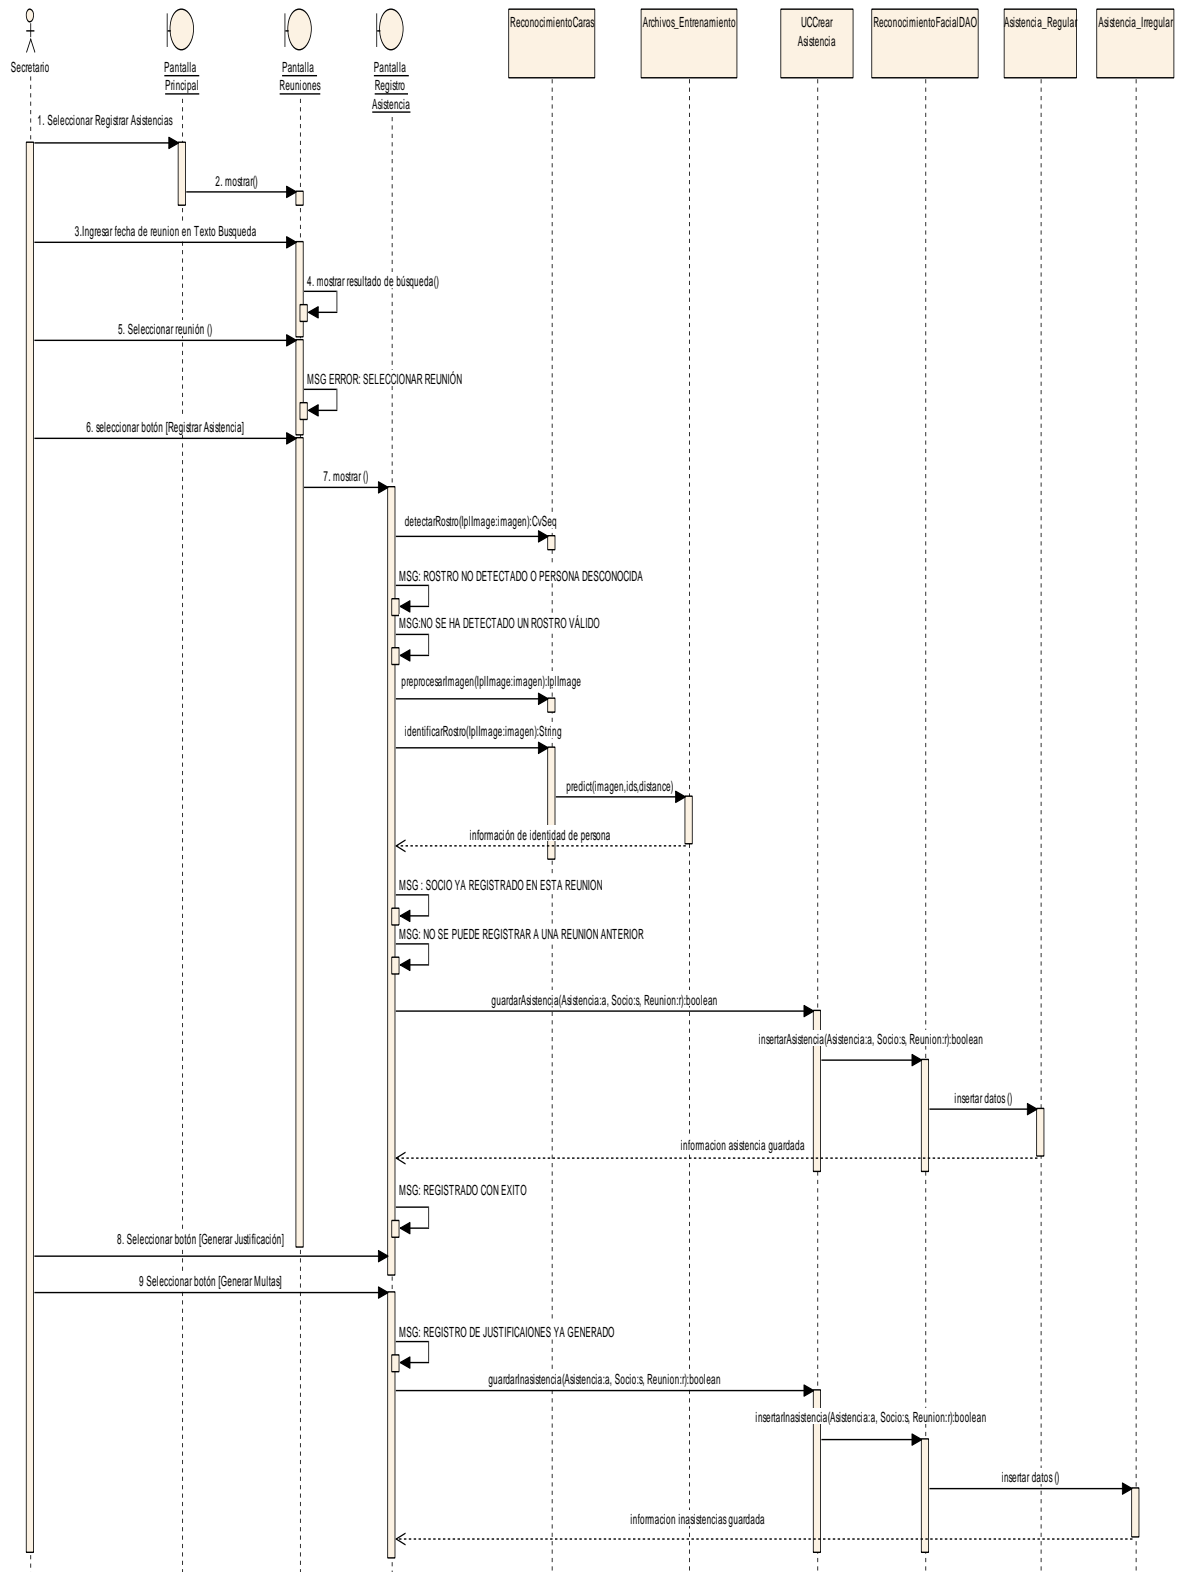 Secretario
Pantalla
Principal
Pantalla
Reuniones
Pantalla
Registro
Asistencia
ReconocimientoCaras
Archivos_Entrenamiento
UCCrear
Asistencia
ReconocimientoFacialDAO
Asistencia_Regular
Asistencia_Irregular
1. Seleccionar Registrar Asistencias
2. mostrar()
3.Ingresar fecha de reunion en Texto Busqueda
4. mostrar resultado de búsqueda()
5. Seleccionar reunión ()
MSG ERROR: SELECCIONAR REUNIÓN
6. seleccionar botón [Registrar Asistencia]
7. mostrar ()
detectarRostro(IplImage:imagen):CvSeq
MSG: ROSTRO NO DETECTADO O PERSONA DESCONOCIDA
MSG:NO SE HA DETECTADO UN ROSTRO VÁLIDO
preprocesarImagen(IplImage:imagen):IplImage
identificarRostro(IplImage:imagen):String
predict(imagen,ids,distance)
información de identidad de persona
MSG : SOCIO YA REGISTRADO EN ESTA REUNION
MSG: NO SE PUEDE REGISTRAR A UNA REUNION ANTERIOR
guardarAsistencia(Asistencia:a, Socio:s, Reunion:r):boolean
insertarAsistencia(Asistencia:a, Socio:s, Reunion:r):boolean
insertar datos ()
informacion asistencia guardada
MSG: REGISTRADO CON EXITO
8. Seleccionar botón [Generar Justificación]
9 Seleccionar botón [Generar Multas]
MSG: REGISTRO DE JUSTIFICAIONES YA GENERADO
guardarInasistencia(Asistencia:a, Socio:s, Reunion:r):boolean
insertarInasistencia(Asistencia:a, Socio:s, Reunion:r):boolean
insertar datos ()
informacion inasistencias guardada